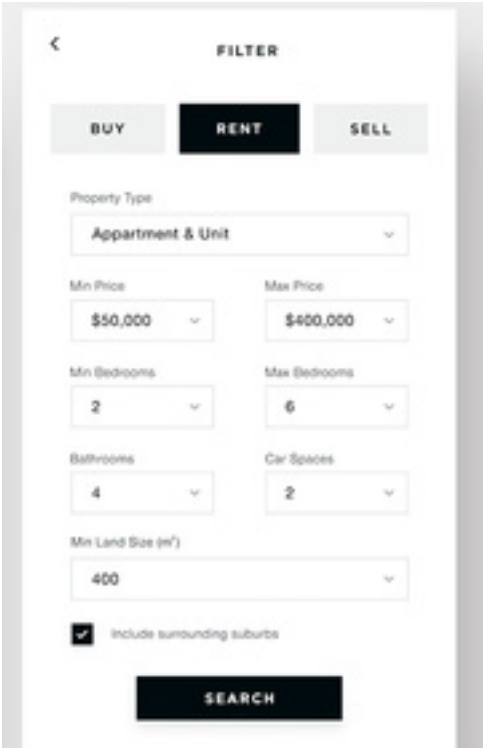 FILTER
BUY RENT SELL
Property Type
Appartment & Unit
Min Price Max Price
$50,000 $400,000
Min Bedrooms Max Bedrooms
2 6
Bathrooms Car Spaces
4 2
Min Land Size (m²)
400
Include surrounding suburbs
SEARCH